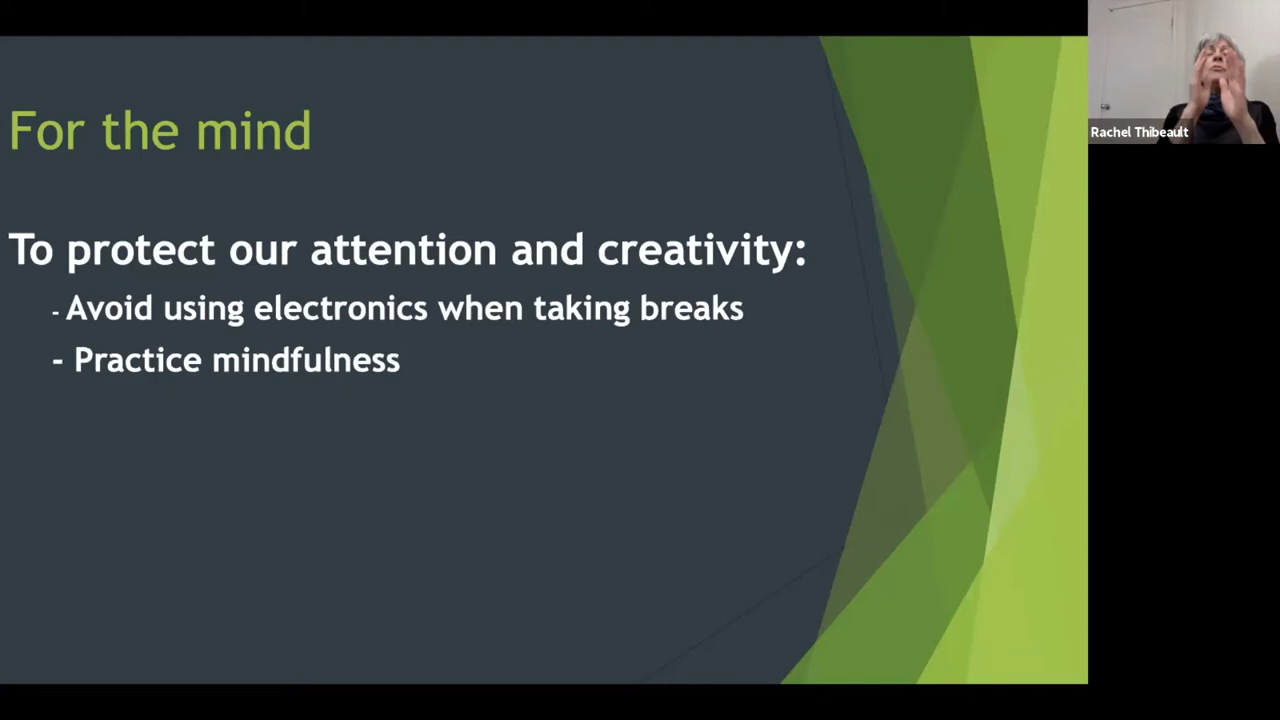 For the mind
To protect our attention and creativity:
- Avoid using electronics when taking breaks
- Practice mindfulness
Rachel Thibeault